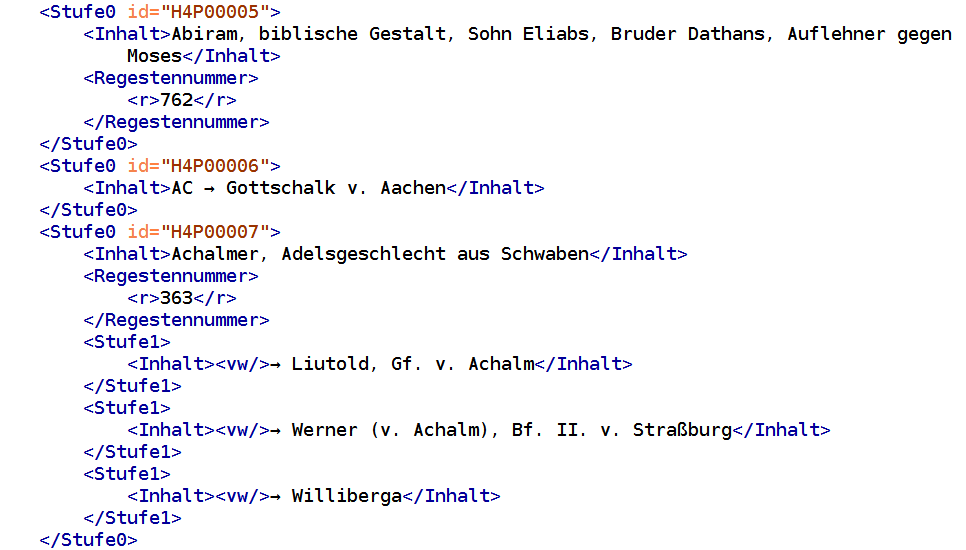 <Stufe0 id="H4P00005">
<Inhalt>Abiram, biblische Gestalt, Sohn Eliabs, Bruder Dathans, Auflehner gegen
Moses</Inhalt>
<Regestennummer>
<r>762</r>
</Regestennummer>
</Stufe0>
<Stufe0 id="H4P00006">
<Inhalt>AC → Gottschalk v. Aachen</Inhalt>
</Stufe0>
<Stufe0 id="H4P00007">
<Inhalt>Achalmer, Adelsgeschlecht aus Schwaben</Inhalt>
<Regestennummer>
<r>363</r>
</Regestennummer>
<Stufe1>
<Inhalt><vw/>→ Liutold, Gf. v. Achalm</Inhalt>
</Stufe1>
<Stufe1>
<Inhalt><vw/>→ Werner (v. Achalm), Bf. II. v. Straßburg</Inhalt>
</Stufe1>
<Stufe1>
<Inhalt><vw/>→ Williberga</Inhalt>
</Stufe1>
</Stufe0>